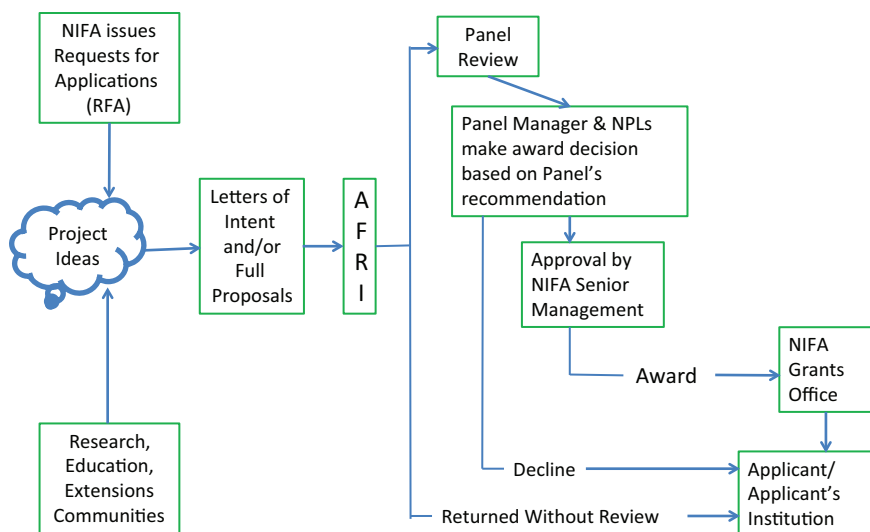 NIFA issues
Requests for
Applications
(RFA)
Project
Ideas
Research,
Education,
Extensions
Communities
Letters of
Intent
and/or
Full
Proposals
A
F
R
I
Panel
Review
Panel Manager & NPLs
make award decision
based on Panel's
recommendation
Approval by
NIFA Senior
Management
Award
NIFA
Grants
Office
Decline
Applicant/
Applicant's
Institution
Returned Without Review